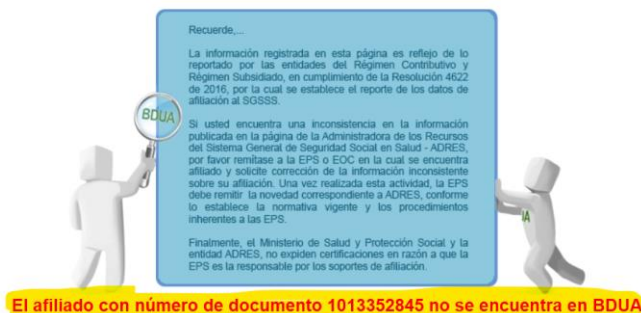 Recuerde,...
La información registrada en esta página es reflejo de lo
reportado por las entidades del Régimen Contributivo y
Régimen Subsidiado, en cumplimiento de la Resolución 4622
de 2016, por la cual se establece el reporte de los datos de
afiliación al SGSSS.
Si usted encuentra una inconsistencia en la información
publicada en la página de la Administradora de los Recursos
del Sistema General de Seguridad Social en Salud - ADRES,
por favor remítase a la EPS o EOC en la cual se encuentra
afiliado y solicite corrección de la información inconsistente
sobre su afiliación. Una vez realizada esta actividad, la EPS
debe remitir la novedad correspondiente a ADRES, conforme
lo establece la normativa vigente y los procedimientos
inherentes a las EPS.
Finalmente, el Ministerio de Salud y Protección Social y la
entidad ADRES, no expiden certificaciones en razón a que la
EPS es la responsable por los soportes de afiliación.
BDUA
El afiliado con número de documento 1013352845 no se encuentra en BDUA